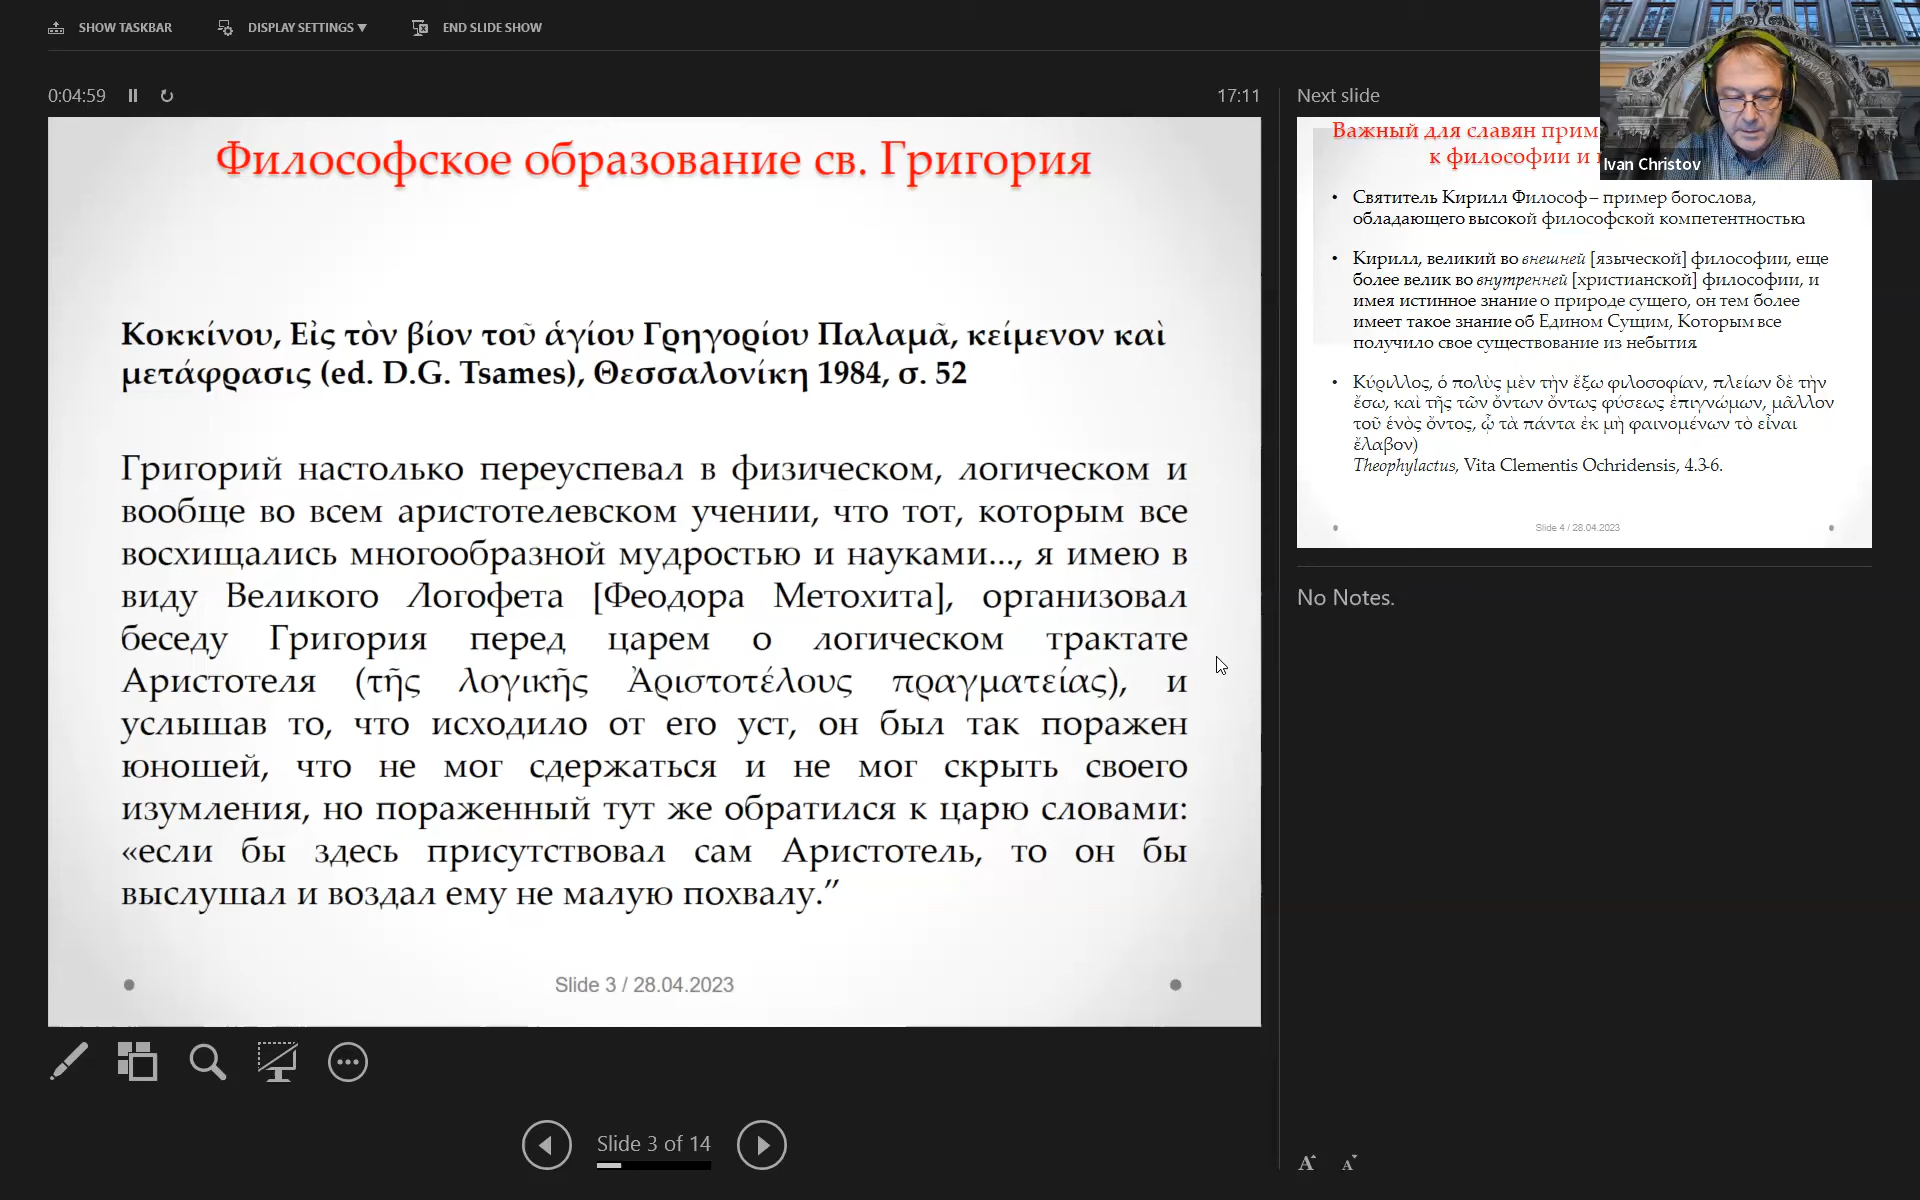 SHOW TASKBAR
DISPLAY SETTINGS ▼
END SLIDE SHOW
0:04:59
17:11
Философское образование св. Григория
Κοκκίνου, Εἰς τὸν βίον τοῦ ἁγίου Γρηγορίου Παλαμᾶ, κείμενον καὶ
μετάφρασις (ed. D.G. Tsames), Θεσσαλονίκη 1984, σ. 52
Григорий настолько переуспевал в физическом, логическом и
вообще во всем аристотелевском учении, что тот, которым все
восхищались многообразной мудростью и науками..., я имею в
виду Великого Логофета [Феодора Метохита], организовал
беседу Григория перед царем о логическом трактате
Аристотеля (τῆς λογικῆς Ἀριστοτέλους πραγματείας), и
услышав то, что исходило от его уст, он был так поражен
юношей, что не мог сдержаться и не мог скрыть своего
изумления, но пораженный тут же обратился к царю словами:
«если бы здесь присутствовал сам Аристотель, то он бы
выслушал и воздал ему не малую похвалу.”
Slide 3 / 28.04.2023
Slide 3 of 14
Next slide
Ivan Christov
Важный для славян прим
к философии и
• Святитель Кирилл Философ – пример богослова,
обладающего высокой философской компетентностью.
• Кирилл, великий во внешней [языческой] философии, еще
более велик во внутренней [христианской] философии, и
имея истинное знание о природе сущего, он тем более
имеет такое знание об Едином Сущим, Которым все
получило свое существование из небытия.
• Κύριλλος, ὁ πολὺς μὲν τὴν ἔξω φιλοσοφίαν, πλείων δὲ τὴν
ἔσω, καὶ τῆς τῶν ὄντων ὄντως φύσεως ἐπιγνώμων, μᾶλλον
τοῦ ἑνὸς ὄντος, ᾧ τὰ πάντα ἐκ μὴ φαινομένων τὸ εἶναι
ἔλαβον)
Theophylactus, Vita Clementis Ochridensis, 4.3-6.
Slide 4 / 28.04.2023
No Notes.